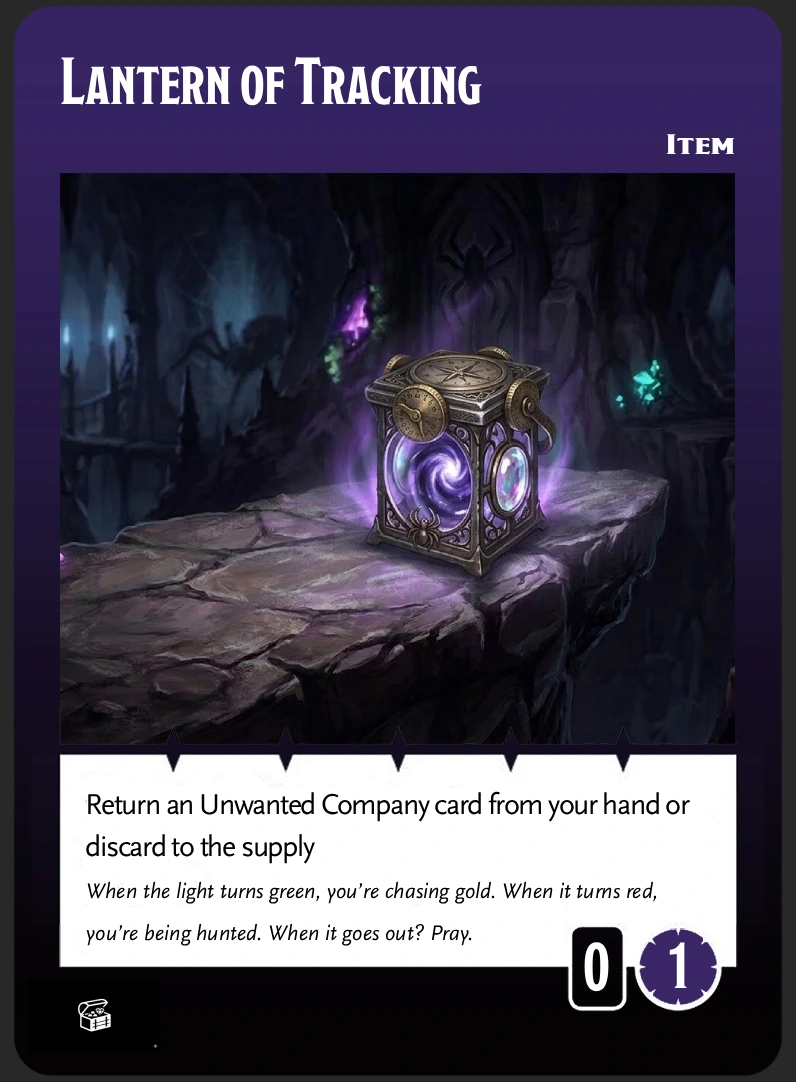 Lantern of Tracking
Item
Return an Unwanted Company card from your hand or
discard to the supply
When the light turns green, you're chasing gold. When it turns red,
you're being hunted. When it goes out? Pray.
0 1